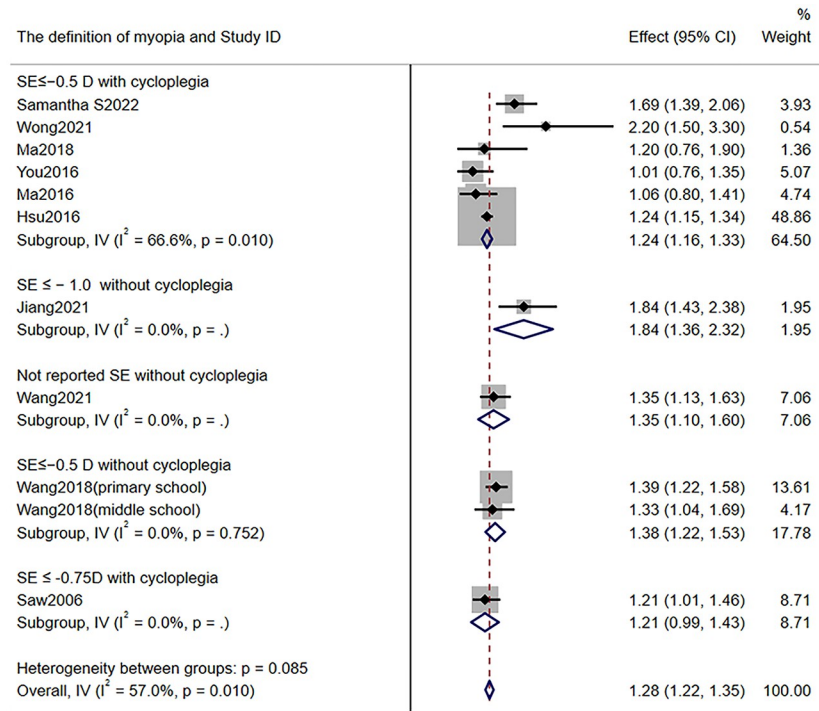 %
The definition of myopia and Study ID Effect (95% CI) Weight
SE≤−0.5 D with cycloplegia
Samantha S2022 1.69 (1.39, 2.06) 3.93
Wong2021 2.20 (1.50, 3.30) 0.54
Ma2018 1.20 (0.76, 1.90) 1.36
You2016 1.01 (0.76, 1.35) 5.07
Ma2016 1.06 (0.80, 1.41) 4.74
Hsu2016 1.24 (1.15, 1.34) 48.86
Subgroup, IV (I² = 66.6%, p = 0.010) 1.24 (1.16, 1.33) 64.50
SE ≤ − 1.0 without cycloplegia
Jiang2021 1.84 (1.43, 2.38) 1.95
Subgroup, IV (I² = 0.0%, p = .) 1.84 (1.36, 2.32) 1.95
Not reported SE without cycloplegia
Wang2021 1.35 (1.13, 1.63) 7.06
Subgroup, IV (I² = 0.0%, p = .) 1.35 (1.10, 1.60) 7.06
SE≤−0.5 D without cycloplegia
Wang2018(primary school) 1.39 (1.22, 1.58) 13.61
Wang2018(middle school) 1.33 (1.04, 1.69) 4.17
Subgroup, IV (I² = 0.0%, p = 0.752) 1.38 (1.22, 1.53) 17.78
SE ≤ -0.75D with cycloplegia
Saw2006 1.21 (1.01, 1.46) 8.71
Subgroup, IV (I² = 0.0%, p = .) 1.21 (0.99, 1.43) 8.71
Heterogeneity between groups: p = 0.085
Overall, IV (I² = 57.0%, p = 0.010) 1.28 (1.22, 1.35) 100.00